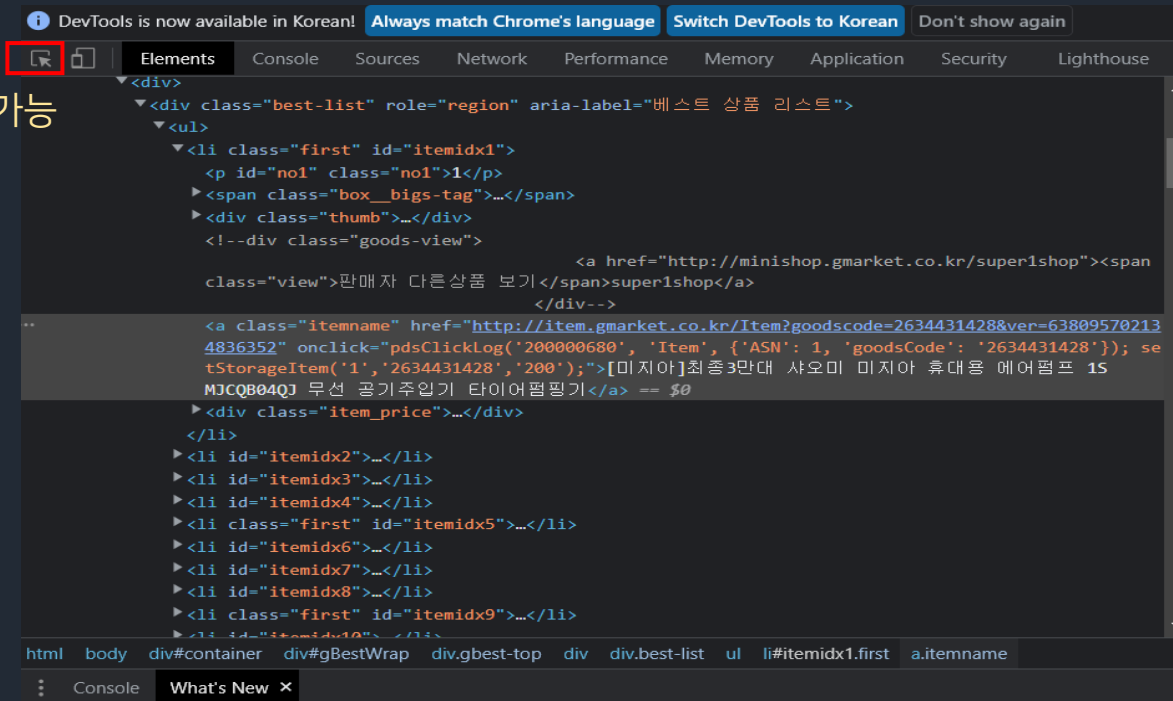 DevTools is now available in Korean! Always match Chrome's language Switch DevTools to Korean Don't show again
Elements Console Sources Network Performance Memory Application Security Lighthouse
가능
<div>
<div class="best-list" role="region" aria-label="베스트 상품 리스트">
<ul>
<li class="first" id="itemidx1">
<p id="no1" class="no1">1</p>
<span class="box__bigs-tag">…</span>
<div class="thumb">…</div>
<!--div class="goods-view">
<a href="http://minishop.gmarket.co.kr/super1shop"><span
class="view">판매자 다른상품 보기</span>super1shop</a>
</div-->
<a class="itemname" href="http://item.gmarket.co.kr/Item?goodscode=2634431428&ver=63809570213
4836352" onclick="pdsClickLog('200000680', 'Item', {'ASN': 1, 'goodsCode': '2634431428'}); se
tStorageItem('1','2634431428','200');">[미지아]최종3만대 샤오미 미지아 휴대용 에어펌프 1S
MJCQB04QJ 무선 공기주입기 타이어펌핑기</a> == $0
<div class="item_price">…</div>
</li>
<li id="itemidx2">…</li>
<li id="itemidx3">…</li>
<li id="itemidx4">…</li>
<li class="first" id="itemidx5">…</li>
<li id="itemidx6">…</li>
<li id="itemidx7">…</li>
<li id="itemidx8">…</li>
<li class="first" id="itemidx9">…</li>
<li id="itemidx10">…</li>
html body div#container div#gBestWrap div.gbest-top div div.best-list ul li#itemidx1.first a.itemname
Console What's New ×